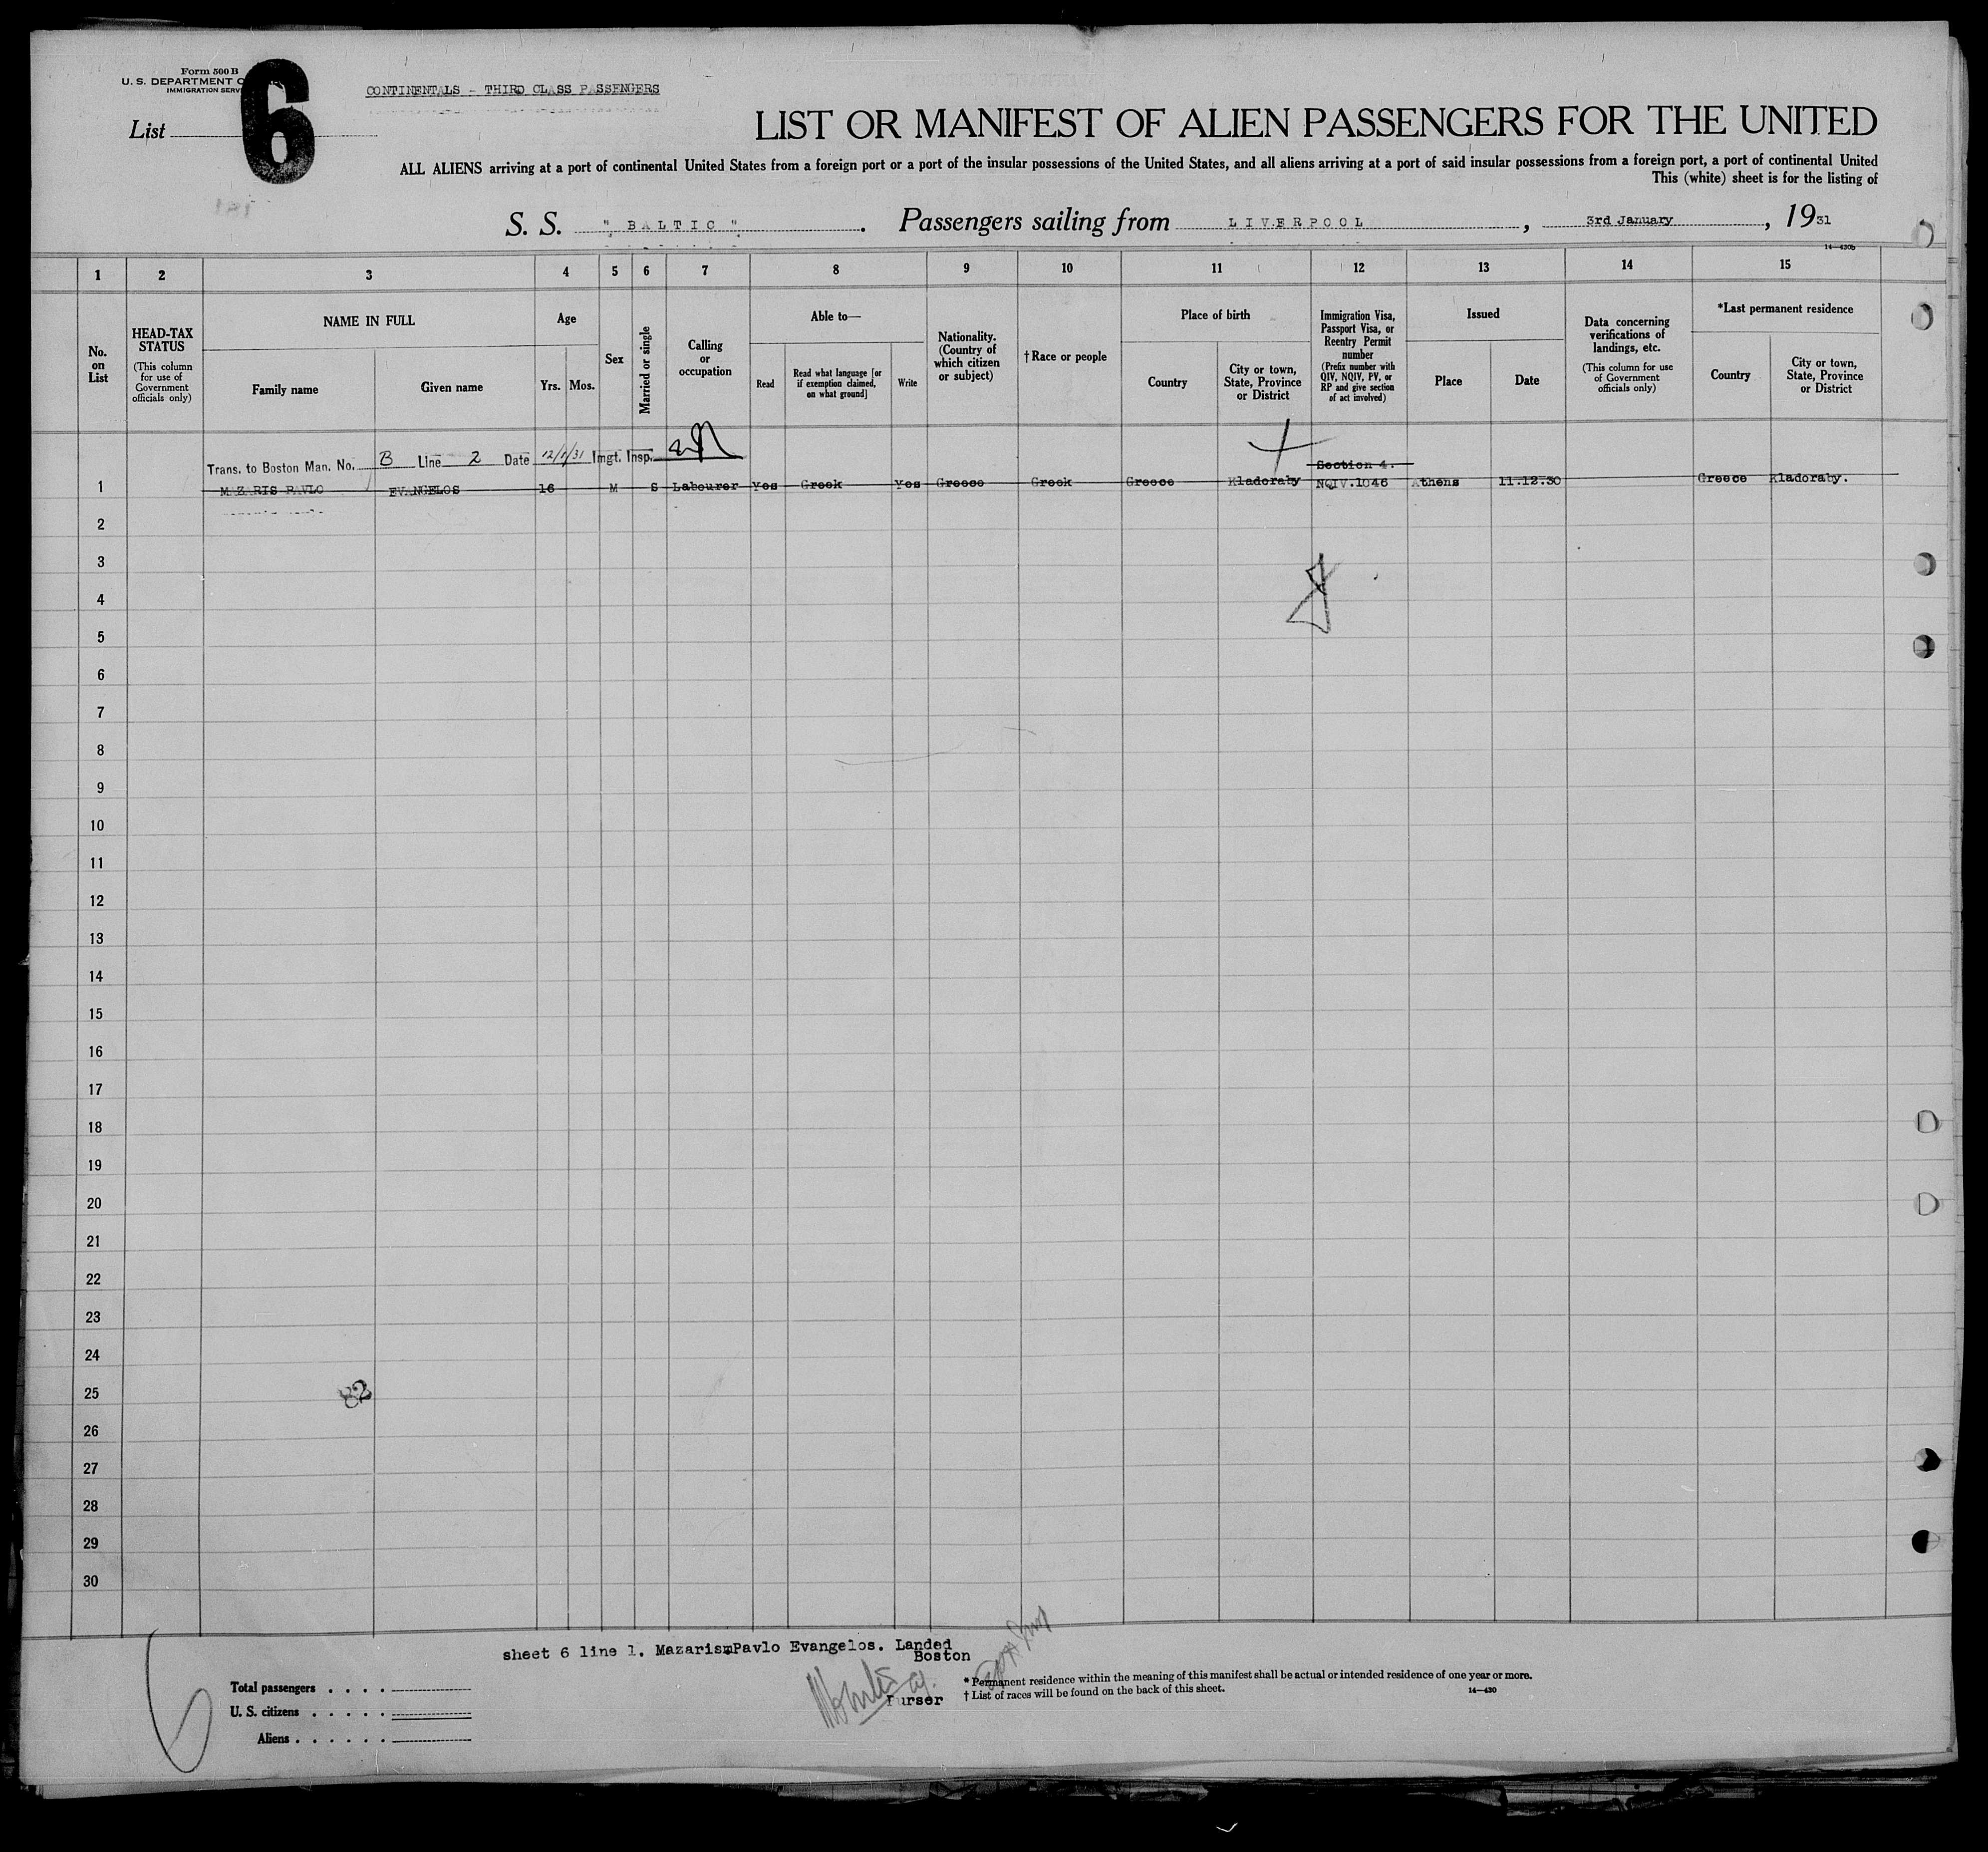 Form 500 B
U. S. DEPARTMENT O
IMMIGRATION SERV
6
CONTINENTALS - THIRD CLASS PASSENGERS
List
LIST OR MANIFEST OF ALIEN PASSENGERS FOR THE UNITED
ALL ALIENS arriving at a port of continental United States from a foreign port or a port of the insular possessions of the United States, and all aliens arriving at a port of said insular possessions from a foreign port, a port of continental United
This (white) sheet is for the listing of
S. S. " BALTIC ". Passengers sailing from LIVERPOOL, 3rd January, 1931
14—430b
1 2 3 4 5 6 7 8 9 10 11 12 13 14 15
No. on List
HEAD-TAX STATUS
(This column for use of Government officials only)
NAME IN FULL
Family name
Given name
Age
Yrs. Mos.
Sex
Married or single
Calling or occupation
Able to—
Read
Read what language [or if exemption claimed, on what ground]
Write
Nationality. (Country of which citizen or subject)
†Race or people
Place of birth
Country
City or town, State, Province or District
Immigration Visa, Passport Visa, or Reentry Permit number
(Prefix number with QIV, NQIV, PV, or RP and give section of act involved)
Issued
Place
Date
Data concerning verifications of landings, etc.
(This column for use of Government officials only)
*Last permanent residence
Country
City or town, State, Province or District
Trans. to Boston Man. No. B Line 2 Date 12/1/31 Imgt. Insp.
Section 4.
1 MAZARIS PAVLO EVANGELOS 16 M S Labourer Yes Greek Yes Greece Greek Greece Kladoraby NQIV.1046 Athens 11.12.30 Greece Kladoraby.
2
3
4
5
6
7
8
9
10
11
12
13
14
15
16
17
18
19
20
21
22
23
24
25
82
26
27
28
29
30
sheet 6 line 1. MazarismPavlo Evangelos. Landed
Boston
Purser
Total passengers . . . .
U. S. citizens . . . . .
Aliens . . . . . .
* Permanent residence within the meaning of this manifest shall be actual or intended residence of one year or more.
† List of races will be found on the back of this sheet.
14—430